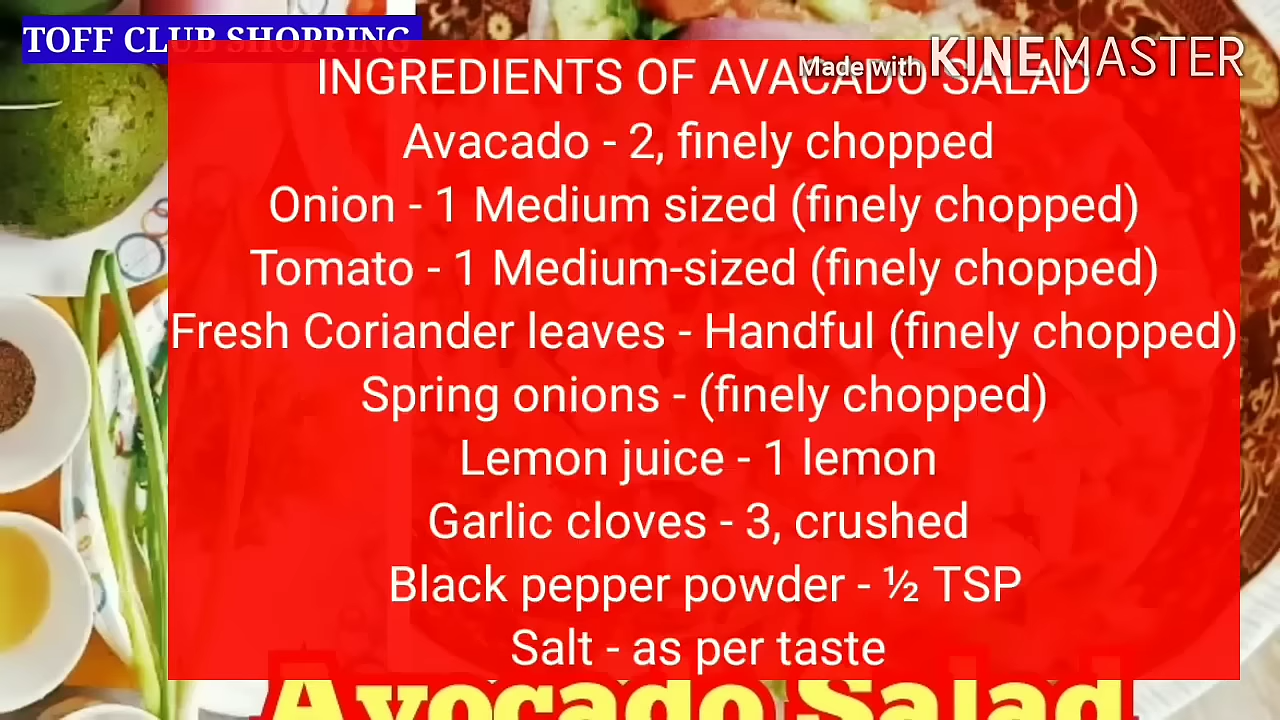 TOFF CLUB SHOPPING
Made with KINEMASTER
INGREDIENTS OF AVACADO SALAD
Avacado - 2, finely chopped
Onion - 1 Medium sized (finely chopped)
Tomato - 1 Medium-sized (finely chopped)
Fresh Coriander leaves - Handful (finely chopped)
Spring onions - (finely chopped)
Lemon juice - 1 lemon
Garlic cloves - 3, crushed
Black pepper powder - ½ TSP
Salt - as per taste
Avocado Salad